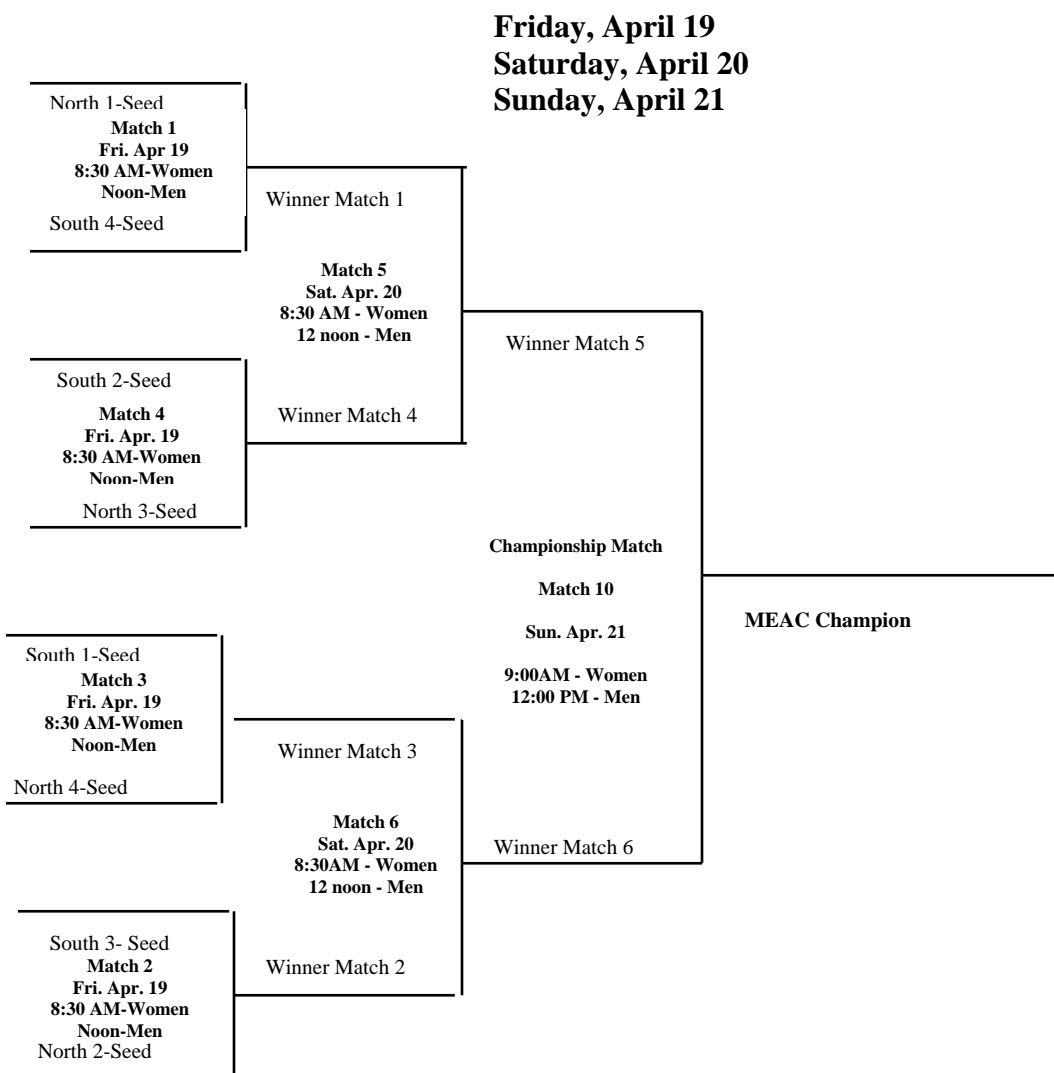 Friday, April 19
Saturday, April 20
Sunday, April 21
North 1-Seed
Match 1
Fri. Apr 19
8:30 AM-Women
Noon-Men
South 4-Seed
Winner Match 1
Match 5
Sat. Apr. 20
8:30 AM - Women
12 noon - Men
Winner Match 4
South 2-Seed
Match 4
Fri. Apr. 19
8:30 AM-Women
Noon-Men
North 3-Seed
Winner Match 5
Championship Match
Match 10
Sun. Apr. 21
9:00AM - Women
12:00 PM - Men
MEAC Champion
South 1-Seed
Match 3
Fri. Apr. 19
8:30 AM-Women
Noon-Men
North 4-Seed
Winner Match 3
Match 6
Sat. Apr. 20
8:30AM - Women
12 noon - Men
Winner Match 6
South 3- Seed
Match 2
Fri. Apr. 19
8:30 AM-Women
Noon-Men
North 2-Seed
Winner Match 2